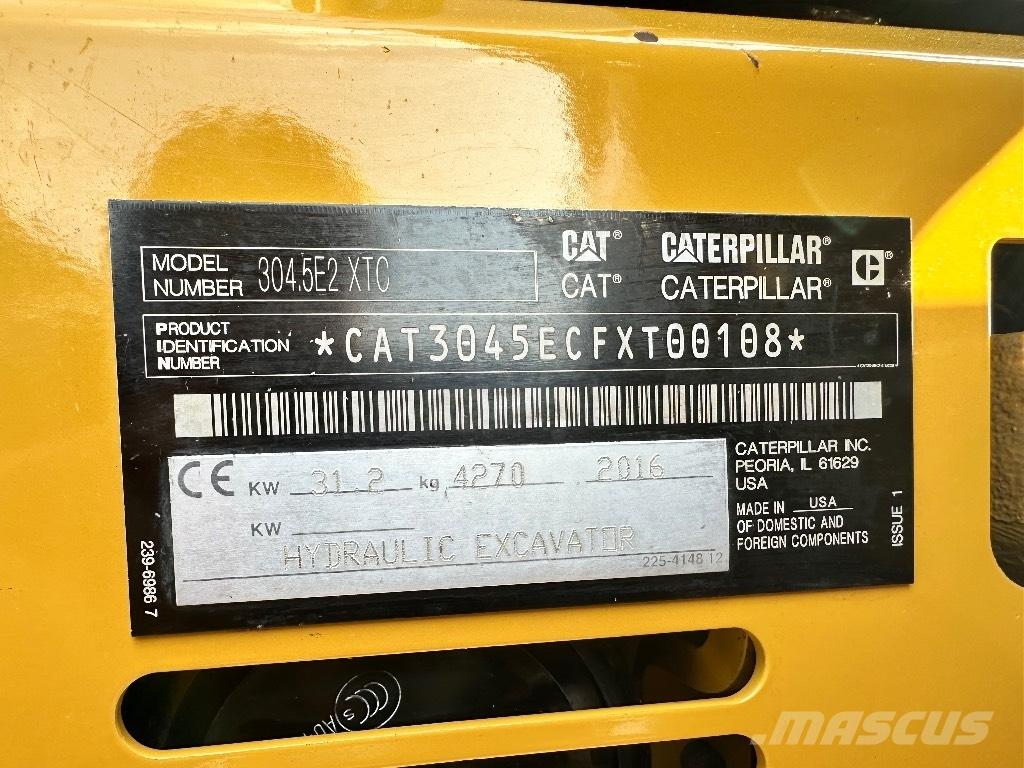 MODEL NUMBER 304.5E2 XTC
CAT® CATERPILLAR®
CAT® CATERPILLAR®
C®
PRODUCT IDENTIFICATION NUMBER *CAT3045ECFXT00108*
CE KW 31.2 kg 4270 2016
KW
HYDRAULIC EXCAVATOR
225-4148 12
CATERPILLAR INC.
PEORIA, IL 61629
USA
MADE IN USA
OF DOMESTIC AND
FOREIGN COMPONENTS
ISSUE 1
239-6986 7
MASCUS